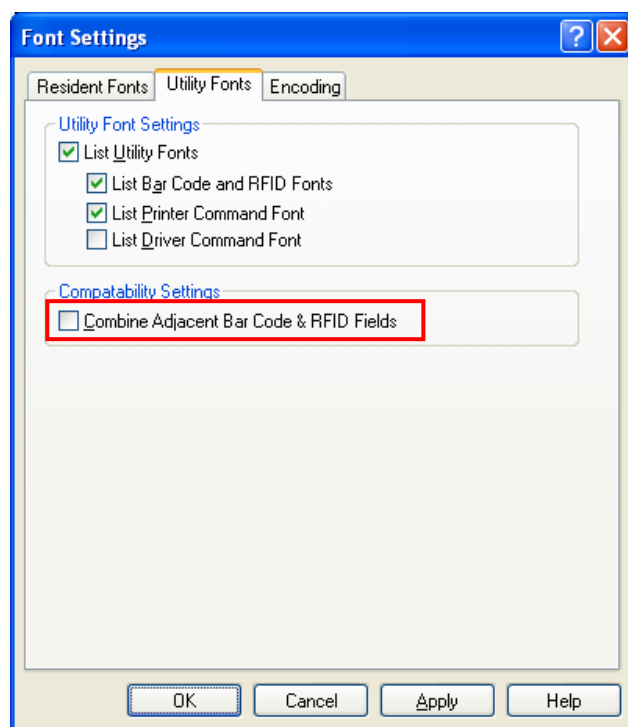 Font Settings
Resident Fonts Utility Fonts Encoding
Utility Font Settings
List Utility Fonts
List Bar Code and RFID Fonts
List Printer Command Font
List Driver Command Font
Compatability Settings
Combine Adjacent Bar Code & RFID Fields
OK Cancel Apply Help